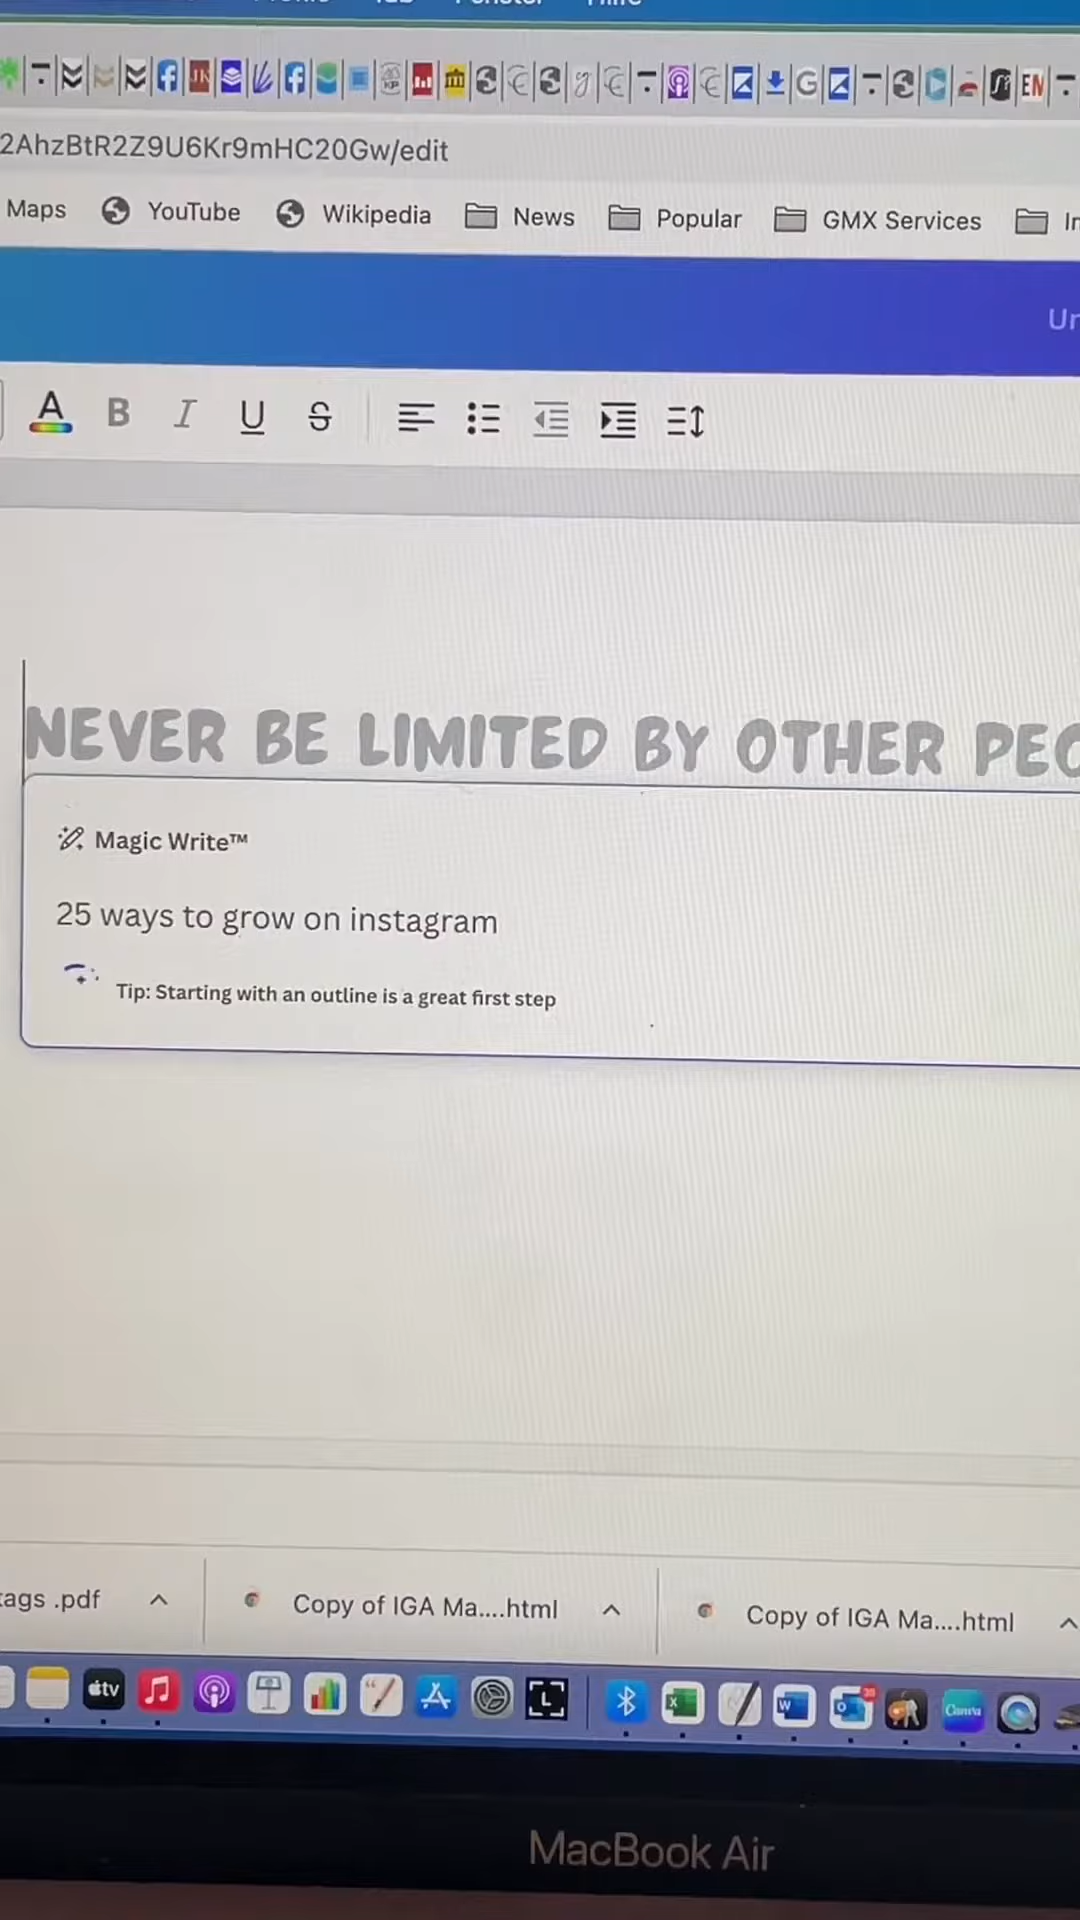 2AhzBtR2Z9U6Kr9mHC20Gw/edit
Maps YouTube Wikipedia News Popular GMX Services
A B I U S
NEVER BE LIMITED BY OTHER
Magic Write™
25 ways to grow on instagram
Tip: Starting with an outline is a great first step
.pdf Copy of IGA Ma....html Copy of IGA Ma....html
tv
Canva
MacBook Air